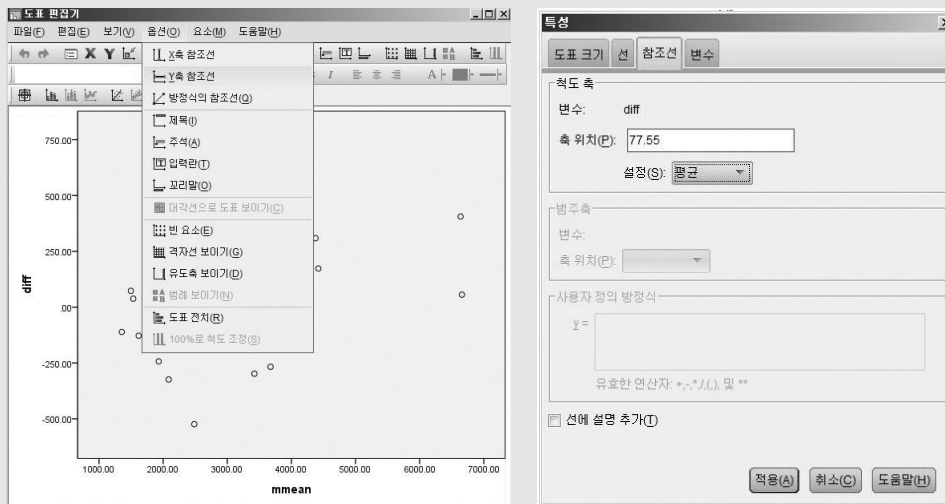 도표 편집기
파일(F) 편집(E) 보기(V) 옵션(O) 요소(M) 도움말(H)
X축 참조선
Y축 참조선
방정식의 참조선(Q)
제목(I)
주석(A)
입력란(T)
꼬리말(O)
대각선으로 도표 보이기(C)
빈 요소(E)
격자선 보이기(G)
유도축 보이기(D)
범례 보이기(N)
도표 전치(R)
100%로 척도 조정(S)
750.00
500.00
250.00
.00
-250.00
-500.00
diff
1000.00 2000.00 3000.00 4000.00 5000.00 6000.00 7000.00
mmean
특성
도표 크기 선 참조선 변수
척도 축
변수: diff
축 위치(P): 77.55
설정(S): 평균
범주축
변수:
축 위치(P):
사용자 정의 방정식
y =
유효한 연산자: +,-,*,/,(,), 및 **
선에 설명 추가(T)
적용(A) 취소(C) 도움말(H)